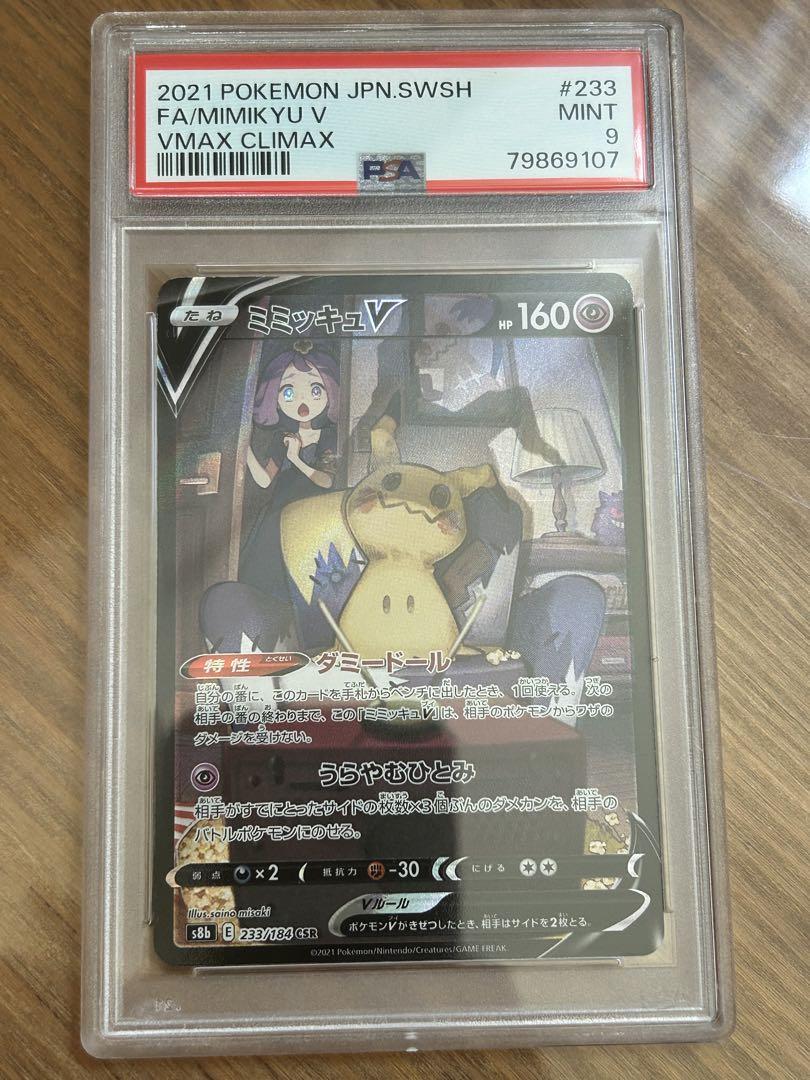 2021 POKEMON JPN.SWSH #233
FA/MIMIKYU V MINT
VMAX CLIMAX 9
PSA 79869107
たね ミミッキュV HP 160
特性 とくせい ダミードール
自分の番に、このカードを手札からベンチに出したとき、1回使える。次の
相手の番の終わりまで、この「ミミッキュV」は、相手のポケモンからワザの
ダメージを受けない。
うらやむひとみ
相手がすでにとったサイドの枚数×3個ぶんのダメカンを、相手の
バトルポケモンにのせる。
弱点 ×2 抵抗力 -30 にげる
Vルール
ポケモンVがきぜつしたとき、相手はサイドを2枚とる。
Illus.saino misaki
s8b E 233/184 CSR
©2021 Pokémon/Nintendo/Creatures/GAME FREAK.